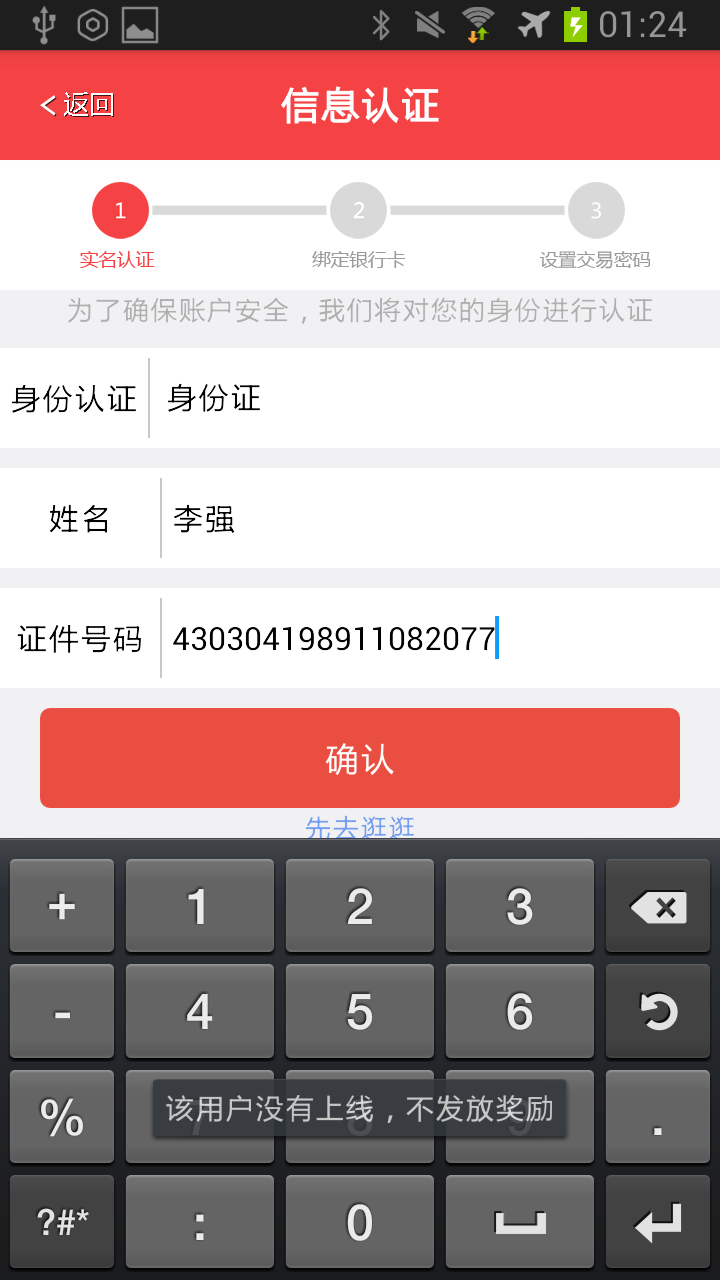 01:24
< 返回
信息认证
1
2
3
实名认证
绑定银行卡
设置交易密码
为了确保账户安全，我们将对您的身份进行认证
身份认证
身份证
姓名
李强
证件号码
430304198911082077
确认
先去逛逛
+ 1 2 3
- 4 5 6
% 7 8 9 .
该用户没有上线，不发放奖励
?#* : 0